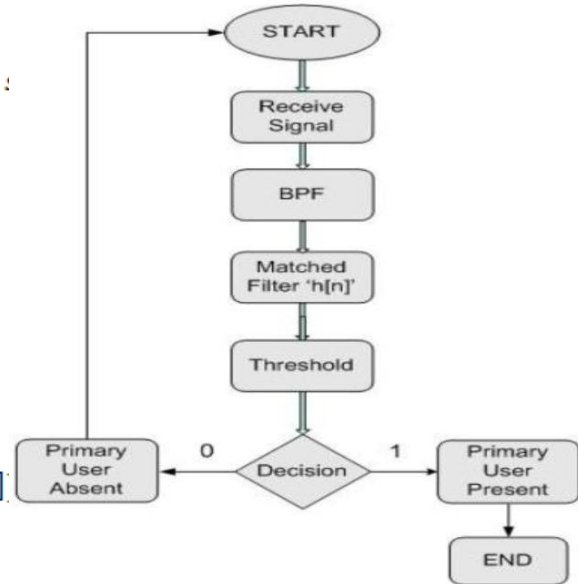 START
Receive
Signal
BPF
Matched
Filter ‘h[n]’
Threshold
Decision
0
1
Primary
User
Absent
Primary
User
Present
END
]